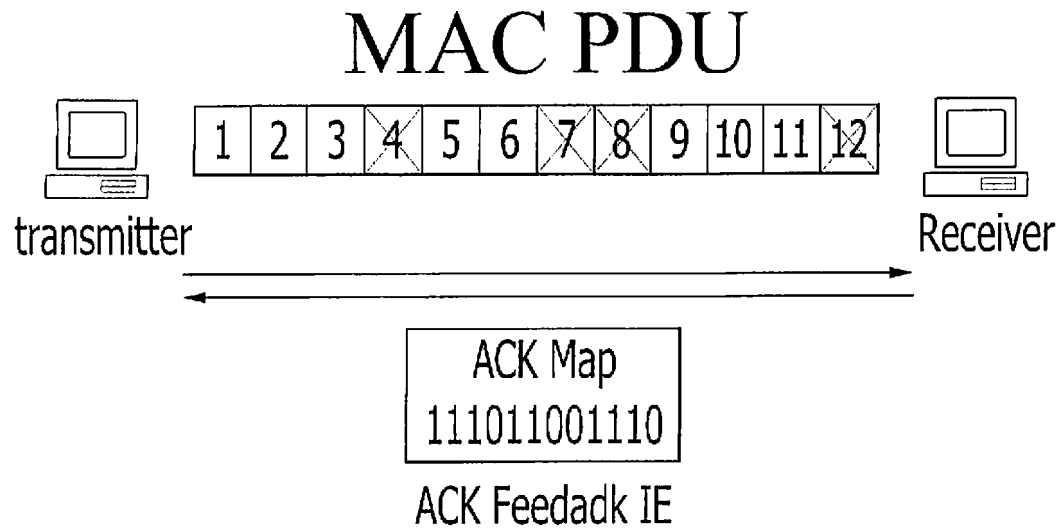 MAC PDU
1 2 3 4 5 6 7 8 9 10 11 12
transmitter
Receiver
ACK Map
111011001110
ACK Feedadk IE